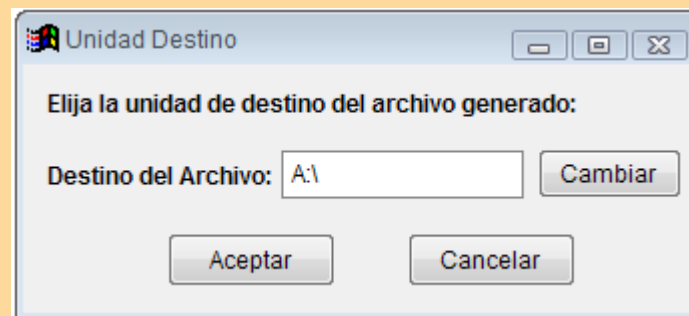 Unidad Destino
Elija la unidad de destino del archivo generado:
Destino del Archivo: A:\ Cambiar
Aceptar Cancelar